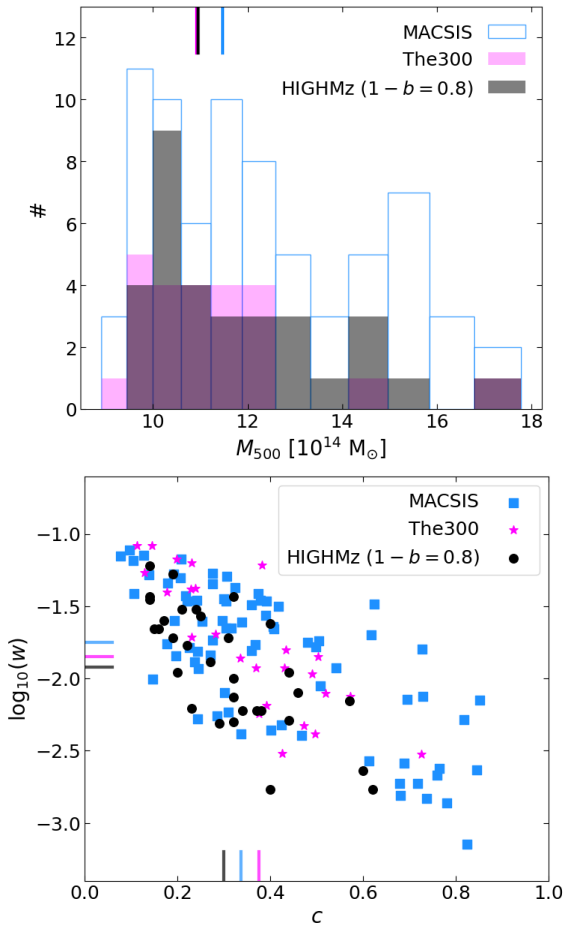 MACSIS
The300
HIGHMz (1 − b = 0.8)
#
12
10
8
6
4
2
0
10 12 14 16 18
M500 [10^14 M⊙]
MACSIS
The300
HIGHMz (1 − b = 0.8)
log10(w)
−1.0
−1.5
−2.0
−2.5
−3.0
0.0 0.2 0.4 0.6 0.8 1.0
c